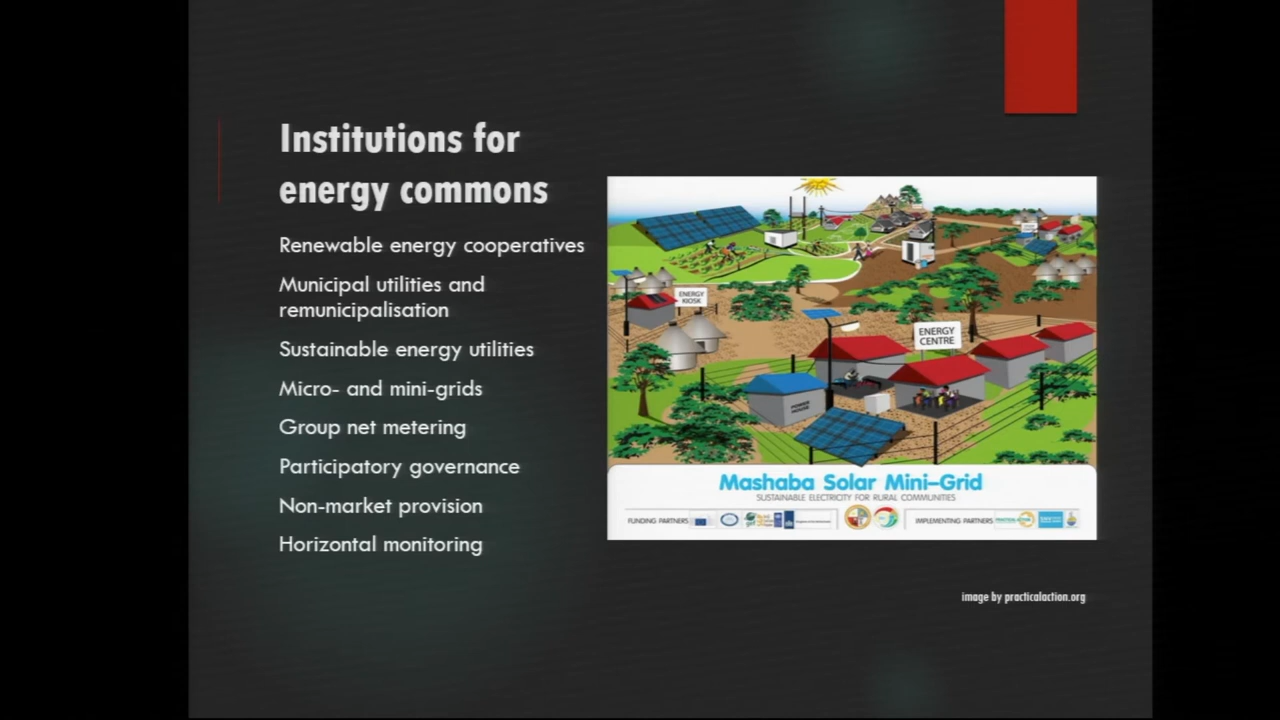 Institutions for
energy commons
Renewable energy cooperatives
Municipal utilities and
remunicipalisation
Sustainable energy utilities
Micro- and mini-grids
Group net metering
Participatory governance
Non-market provision
Horizontal monitoring
ENERGY
KIOSK
ENERGY
CENTRE
POWER
HOUSE
Mashaba Solar Mini–Grid
SUSTAINABLE ELECTRICITY FOR RURAL COMMUNITIES
FUNDING PARTNERS
IMPLEMENTING PARTNERS
image by practicalaction.org